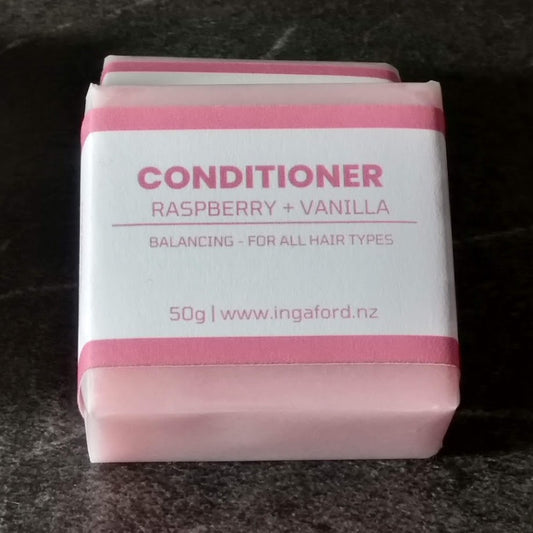 CONDITIONER
RASPBERRY + VANILLA
BALANCING - FOR ALL HAIR TYPES
50g | www.ingaford.nz